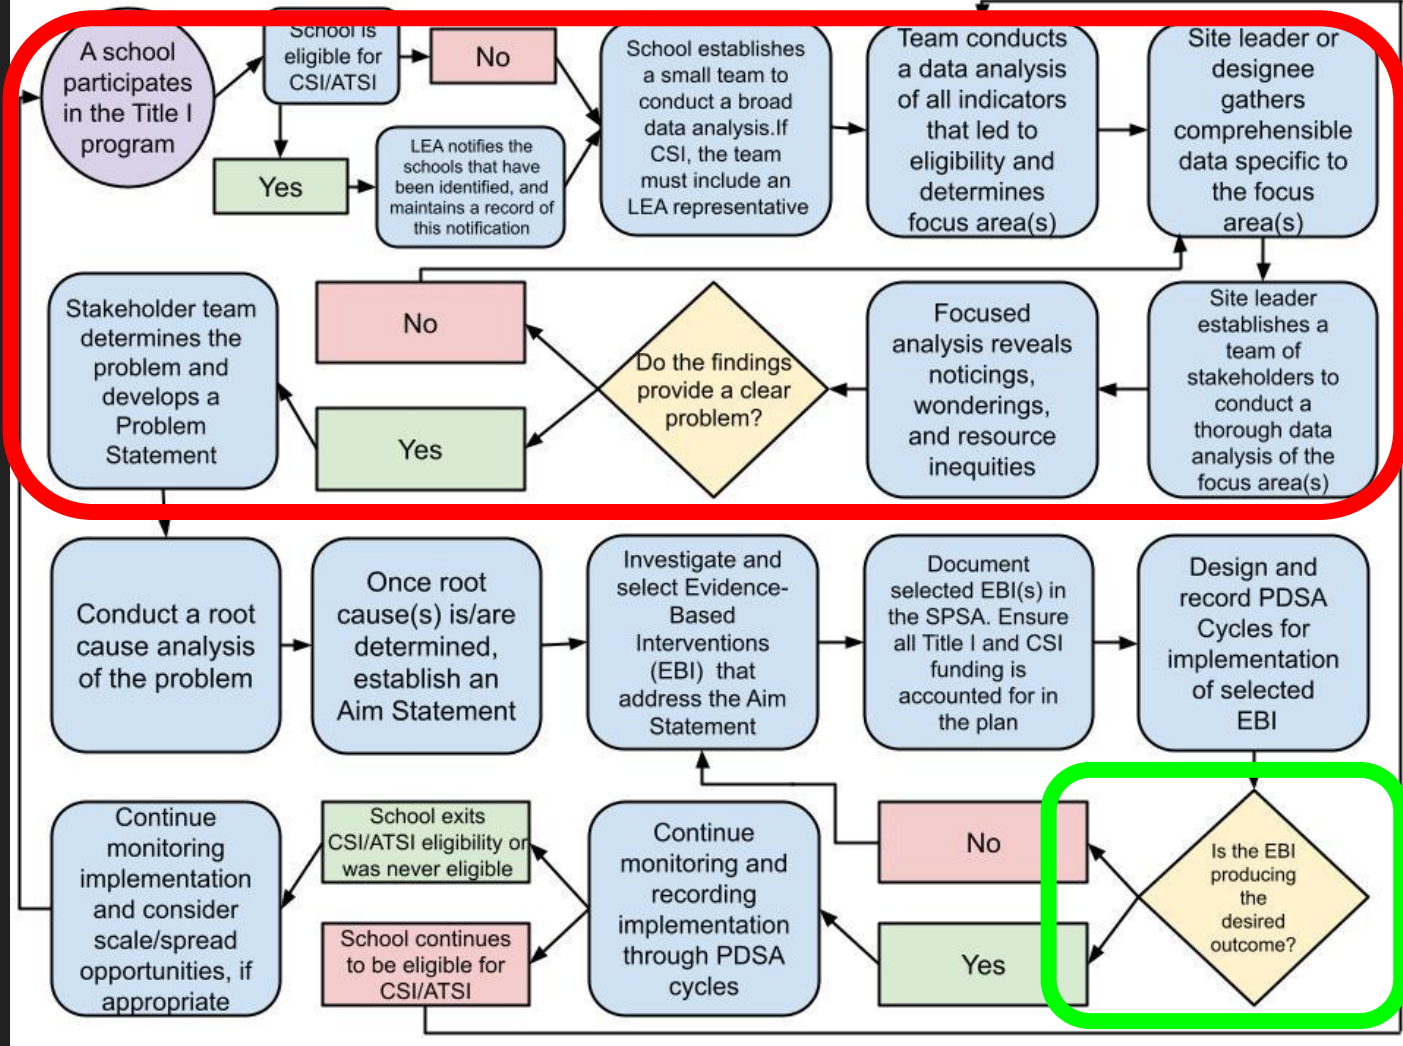 A school
participates
in the Title I
program
School is
eligible for
CSI/ATSI
No
Yes
LEA notifies the
schools that have
been identified, and
maintains a record of
this notification
School establishes
a small team to
conduct a broad
data analysis.If
CSI, the team
must include an
LEA representative
Team conducts
a data analysis
of all indicators
that led to
eligibility and
determines
focus area(s)
Site leader or
designee
gathers
comprehensible
data specific to
the focus
area(s)
Site leader
establishes a
team of
stakeholders to
conduct a
thorough data
analysis of the
focus area(s)
Focused
analysis reveals
noticings,
wonderings,
and resource
inequities
Do the findings
provide a clear
problem?
No
Yes
Stakeholder team
determines the
problem and
develops a
Problem
Statement
Conduct a root
cause analysis
of the problem
Once root
cause(s) is/are
determined,
establish an
Aim Statement
Investigate and
select Evidence-
Based
Interventions
(EBI) that
address the Aim
Statement
Document
selected EBI(s) in
the SPSA. Ensure
all Title I and CSI
funding is
accounted for in
the plan
Design and
record PDSA
Cycles for
implementation
of selected
EBI
Is the EBI
producing
the
desired
outcome?
No
Yes
Continue
monitoring and
recording
implementation
through PDSA
cycles
School exits
CSI/ATSI eligibility or
was never eligible
School continues
to be eligible for
CSI/ATSI
Continue
monitoring
implementation
and consider
scale/spread
opportunities, if
appropriate